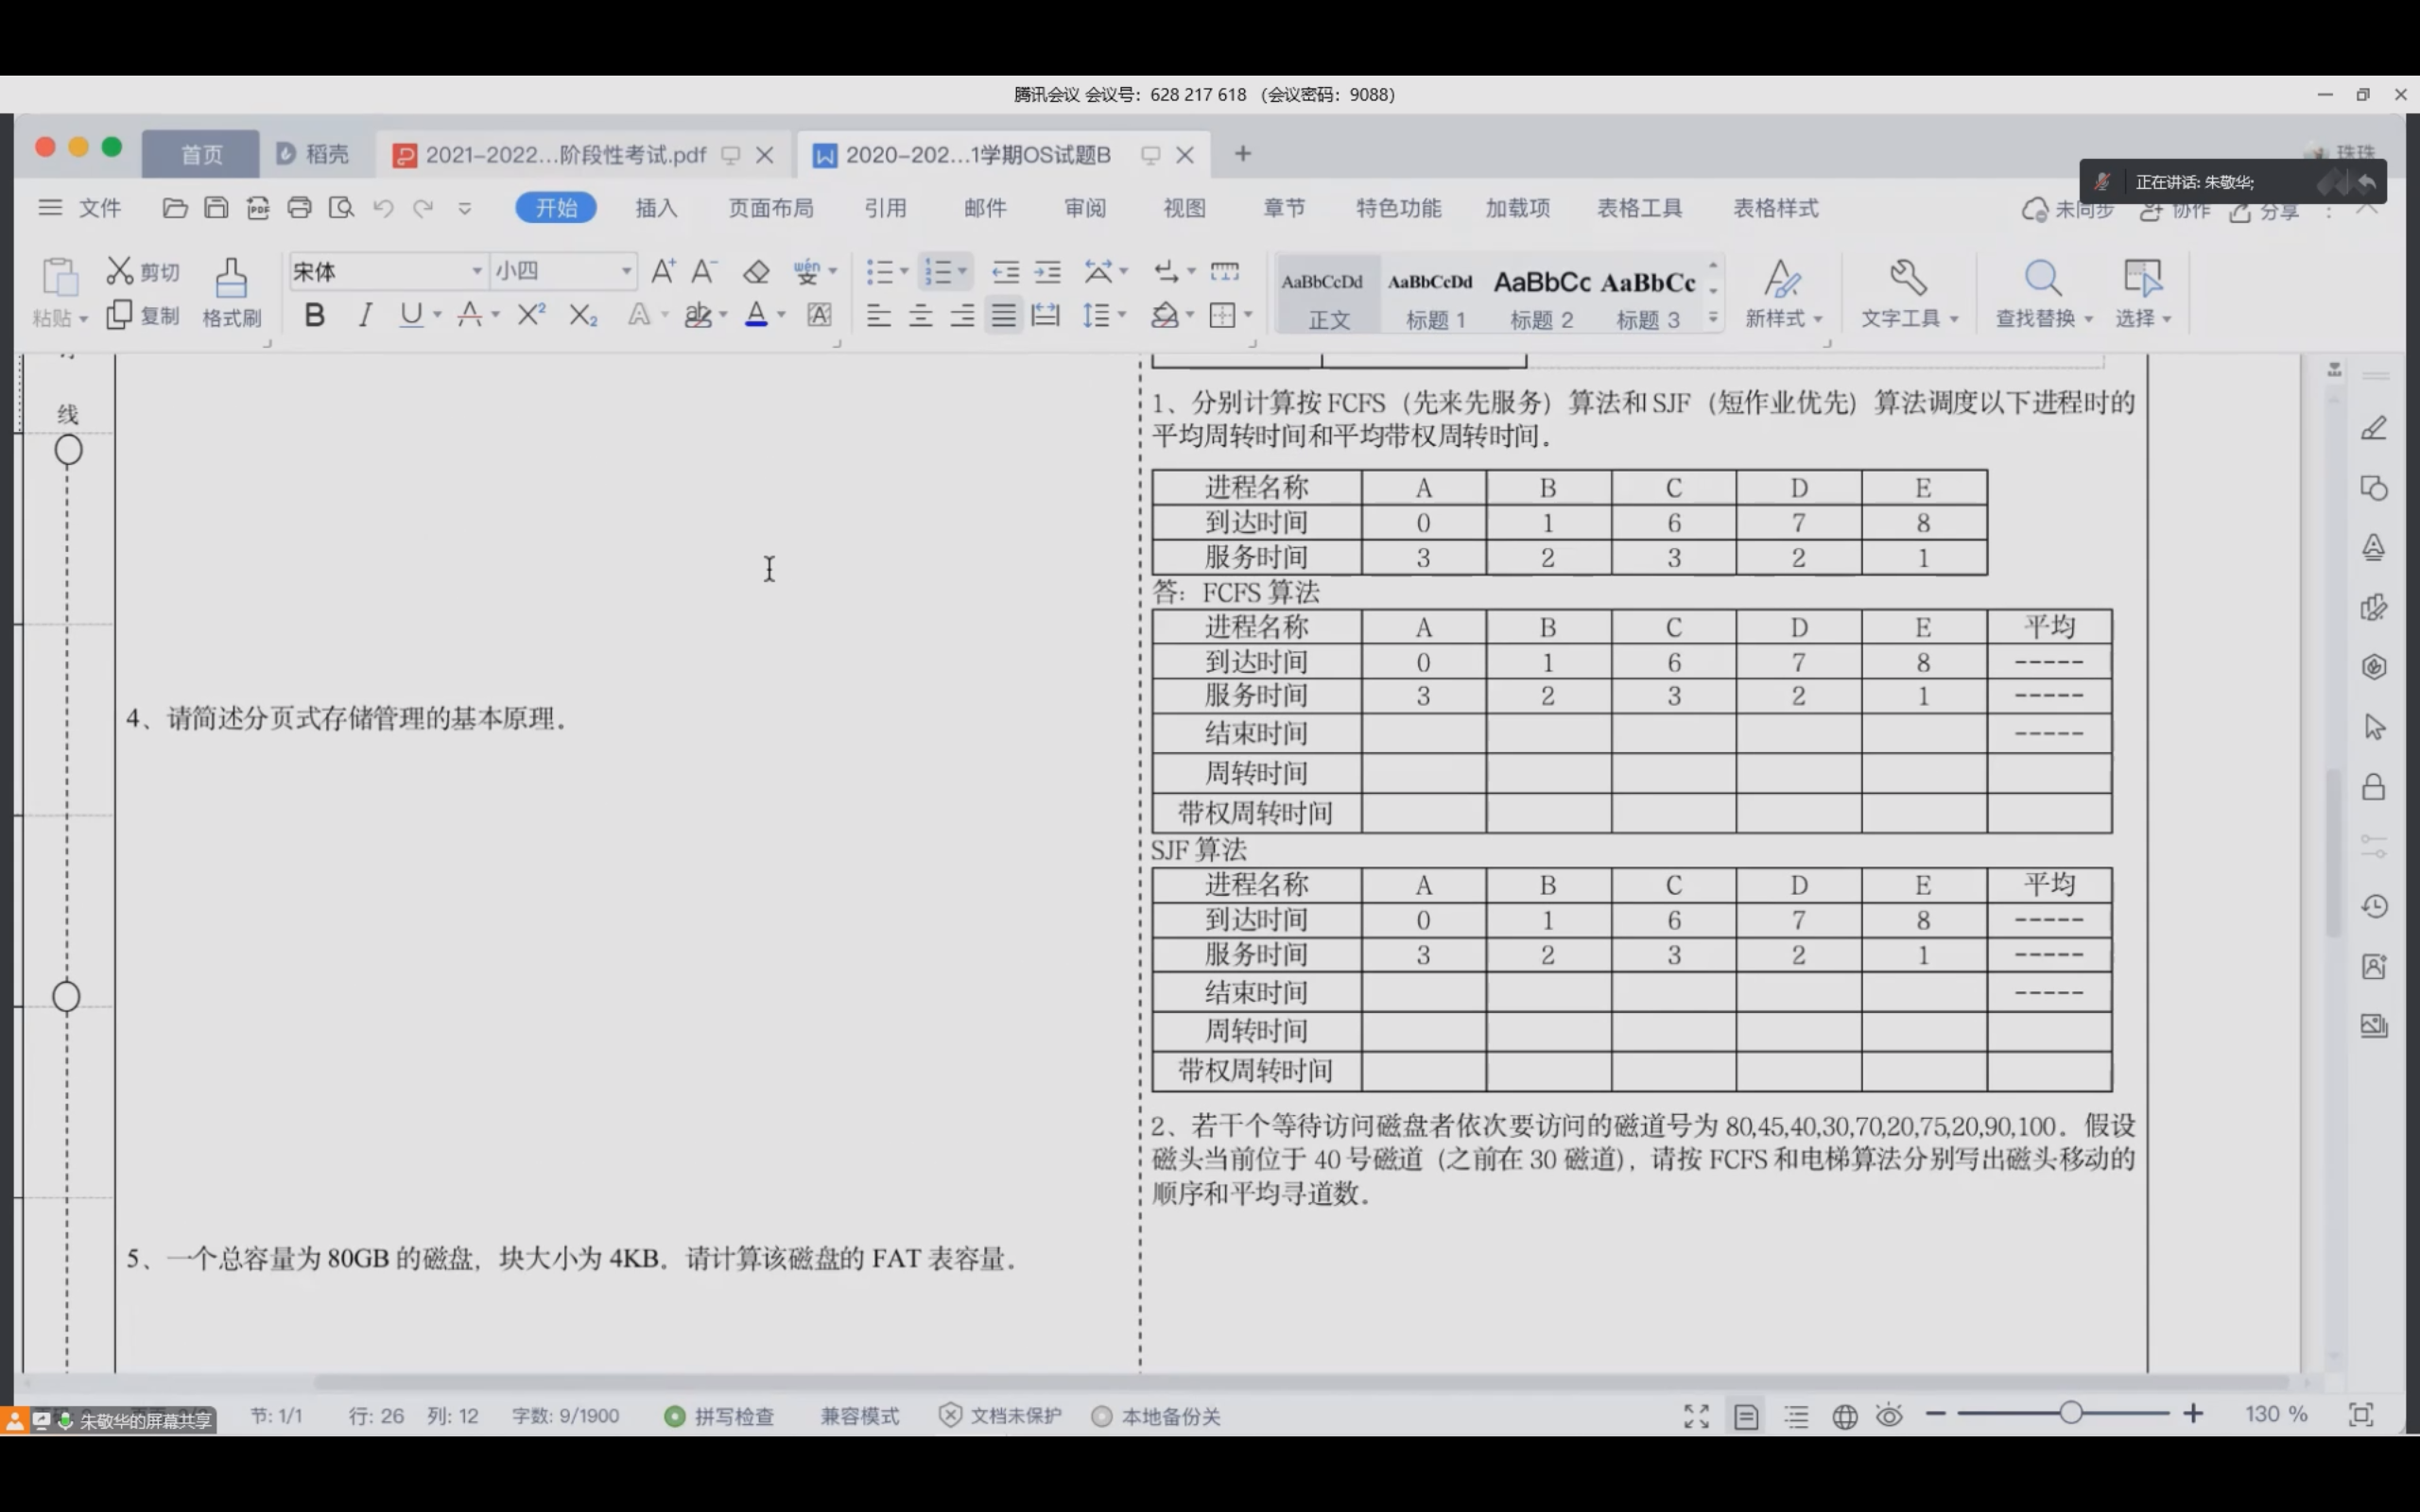 腾讯会议 会议号：628 217 618 （会议密码：9088）
首页 稻壳 2021-2022...阶段性考试.pdf 2020-202...1学期OS试题B 珠珠
正在讲话: 朱敬华;
文件 开始 插入 页面布局 引用 邮件 审阅 视图 章节 特色功能 加载项 表格工具 表格样式 未同步 协作 分享
粘贴 剪切 复制 格式刷 宋体 小四
AaBbCcDd AaBbCcDd AaBbCc AaBbCc
正文 标题 1 标题 2 标题 3 新样式 文字工具 查找替换 选择
线
4、请简述分页式存储管理的基本原理。
5、一个总容量为 80GB 的磁盘，块大小为 4KB。请计算该磁盘的 FAT 表容量。
1、分别计算按 FCFS（先来先服务）算法和 SJF（短作业优先）算法调度以下进程时的
平均周转时间和平均带权周转时间．
进程名称 A B C D E
到达时间 0 1 6 7 8
服务时间 3 2 3 2 1
答：FCFS 算法
进程名称 A B C D E 平均
到达时间 0 1 6 7 8 -----
服务时间 3 2 3 2 1 -----
结束时间 -----
周转时间
带权周转时间
SJF 算法
进程名称 A B C D E 平均
到达时间 0 1 6 7 8 -----
服务时间 3 2 3 2 1 -----
结束时间 -----
周转时间
带权周转时间
2、若干个等待访问磁盘者依次要访问的磁道号为 80,45,40,30,70,20,75,20,90,100。假设
磁头当前位于 40 号磁道（之前在 30 磁道），请按 FCFS 和电梯算法分别写出磁头移动的
顺序和平均寻道数．
朱敬华的屏幕共享 节: 1/1 行: 26 列: 12 字数: 9/1900 拼写检查 兼容模式 文档未保护 本地备份关 130 %